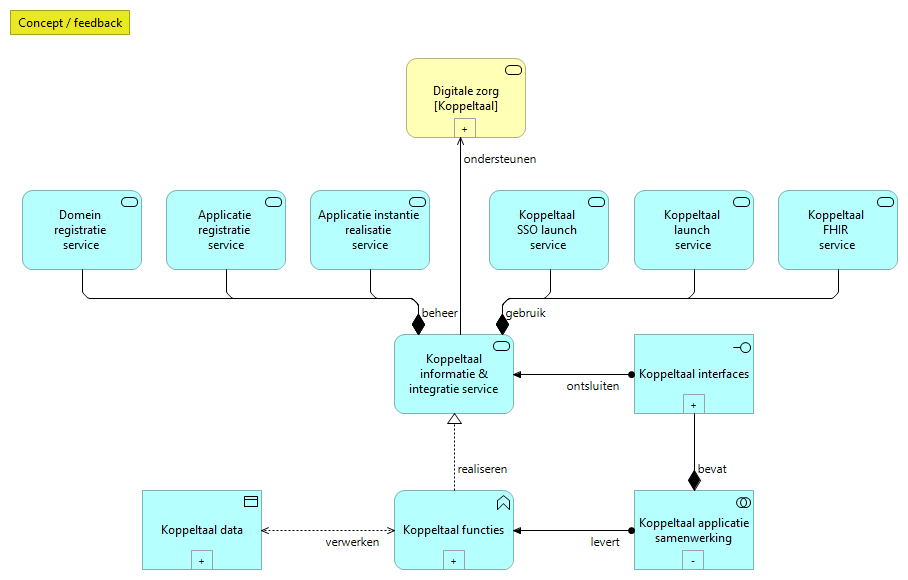 Concept / feedback
Digitale zorg
[Koppeltaal]
+
ondersteunen
Domein
registratie
service
Applicatie
registratie
service
Applicatie instantie
realisatie
service
Koppeltaal
SSO launch
service
Koppeltaal
launch
service
Koppeltaal
FHIR
service
beheer
gebruik
Koppeltaal
informatie &
integratie service
ontsluiten
Koppeltaal interfaces
+
realiseren
bevat
Koppeltaal data
+
verwerken
Koppeltaal functies
+
levert
Koppeltaal applicatie
samenwerking
-